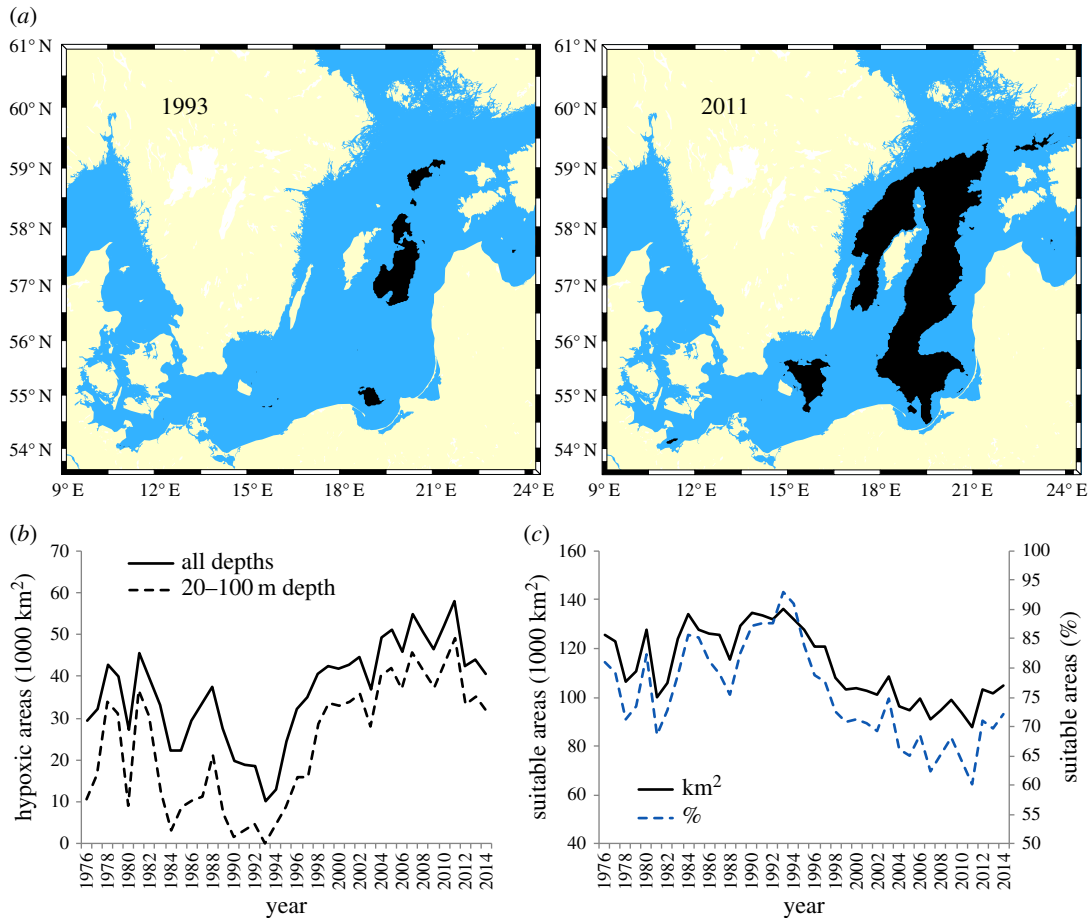 (a)
61° N
60° N
59° N
58° N
57° N
56° N
55° N
54° N
1993
9° E 12° E 15° E 18° E 21° E 24° E
61° N
60° N
59° N
58° N
57° N
56° N
55° N
54° N
2011
9° E 12° E 15° E 18° E 21° E 24° E
(b)
hypoxic areas (1000 km²)
70
60
50
40
30
20
10
0
all depths
20–100 m depth
1976 1978 1980 1982 1984 1986 1988 1990 1992 1994 1996 1998 2000 2002 2004 2006 2008 2010 2012 2014
year
(c)
suitable areas (1000 km²)
160
140
120
100
80
60
40
km²
%
100
95
90
85
80
75
70
65
60
55
50
suitable areas (%)
1976 1978 1980 1982 1984 1986 1988 1990 1992 1994 1996 1998 2000 2002 2004 2006 2008 2010 2012 2014
year